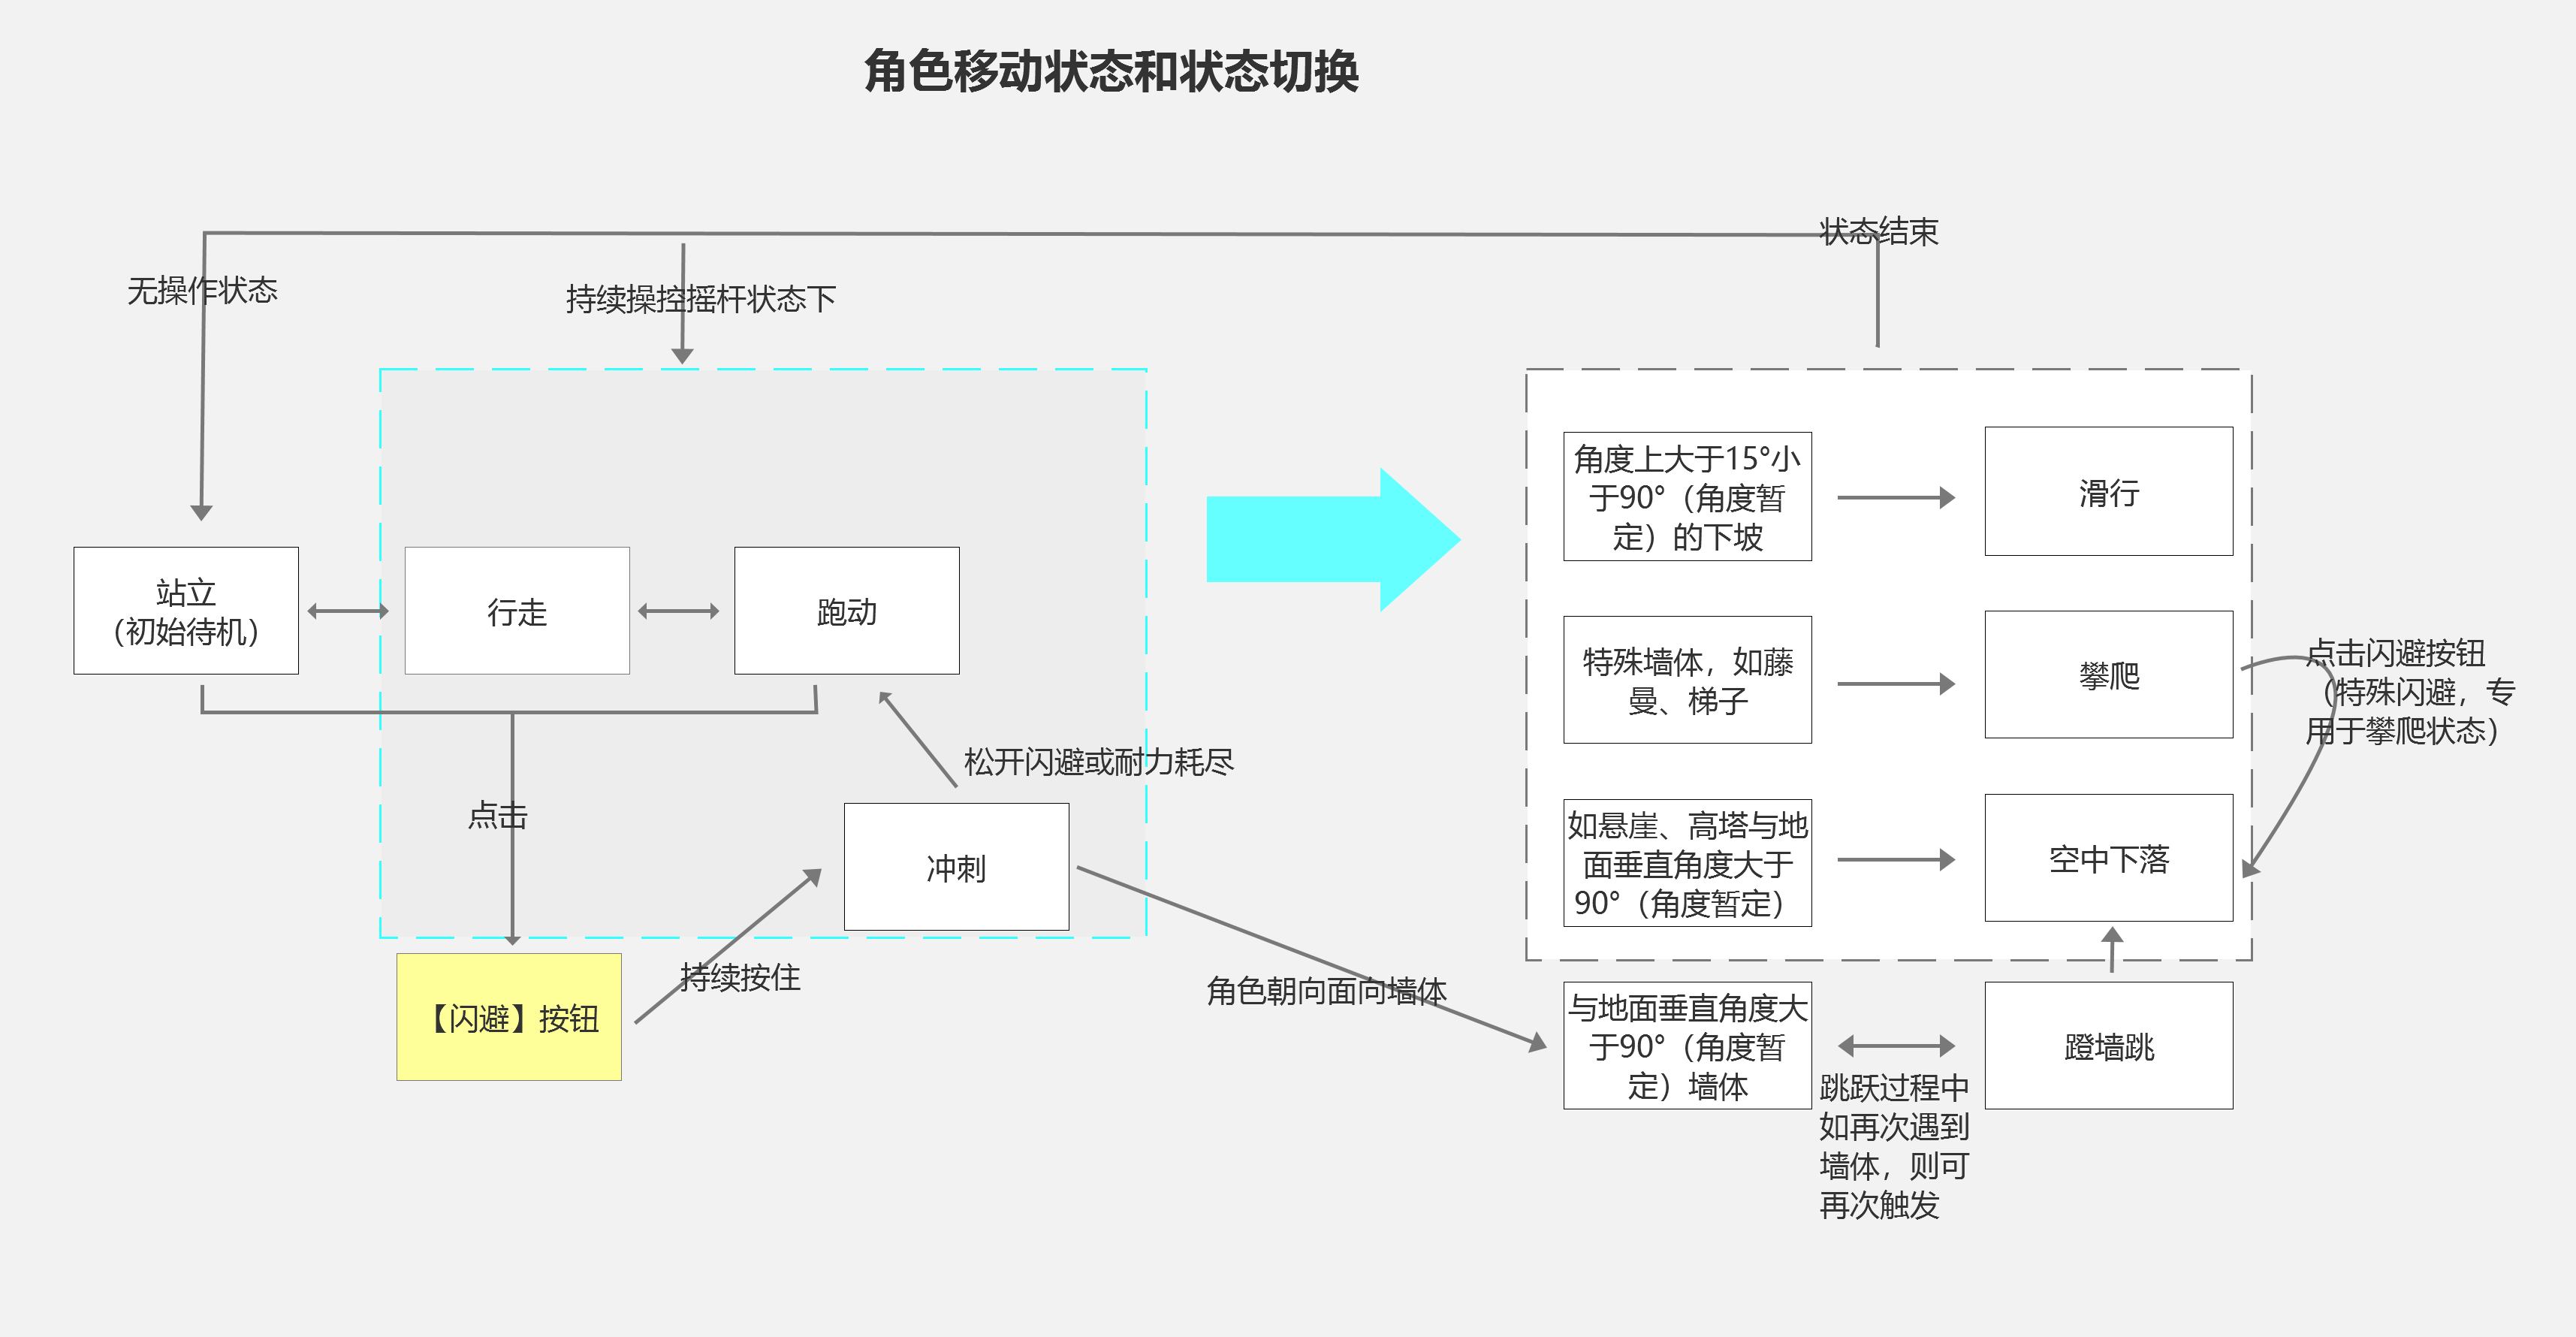 角色移动状态和状态切换
状态结束
无操作状态
持续操控摇杆状态下
角度上大于15°小
于90°（角度暂
定）的下坡
滑行
站立
（初始待机）
行走
跑动
特殊墙体，如藤
曼、梯子
攀爬
点击闪避按钮
（特殊闪避，专
用于攀爬状态）
松开闪避或耐力耗尽
点击
冲刺
如悬崖、高塔与地
面垂直角度大于
90°（角度暂定）
空中下落
持续按住
【闪避】按钮
角色朝向面向墙体
与地面垂直角度大
于90°（角度暂
定）墙体
蹬墙跳
跳跃过程中
如再次遇到
墙体，则可
再次触发